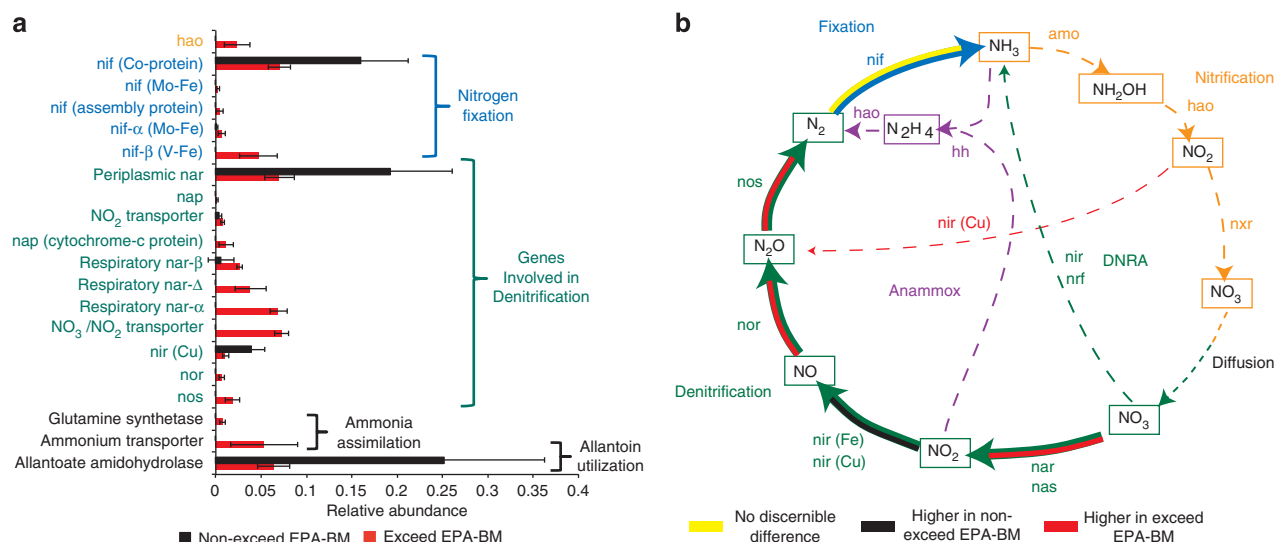 a
hao
nif (Co-protein)
nif (Mo-Fe)
nif (assembly protein)
nif-α (Mo-Fe)
nif-β (V-Fe)
Periplasmic nar
nap
NO2 transporter
nap (cytochrome-c protein)
Respiratory nar-β
Respiratory nar-Δ
Respiratory nar-α
NO3 /NO2 transporter
nir (Cu)
nor
nos
Glutamine synthetase
Ammonium transporter
Allantoate amidohydrolase
Nitrogen
fixation
Genes
Involved in
Denitrification
Ammonia
assimilation
Allantoin
utilization
0 0.05 0.1 0.15 0.2 0.25 0.3 0.35 0.4
Relative abundance
Non-exceed EPA-BM Exceed EPA-BM
b
Fixation
nif
NH3
amo
Nitrification
NH2OH
hao
NO2
nxr
NO3
Diffusion
NO3
N2
hao
N2H4
hh
nos
nir (Cu)
N2O
nir
nrf
DNRA
Anammox
nor
NO
Denitrification
nir (Fe)
nir (Cu)
NO2
nar
nas
No discernible
difference
Higher in non-
exceed EPA-BM
Higher in exceed
EPA-BM